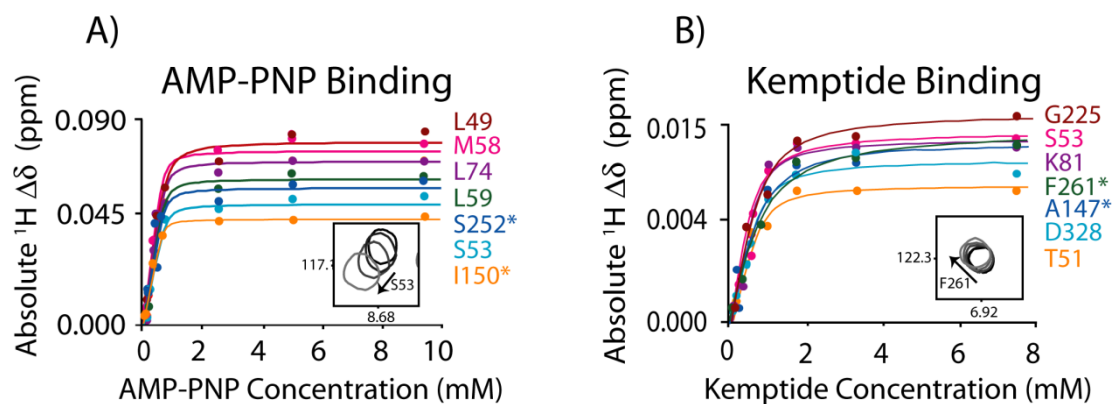 A)
AMP-PNP Binding
Absolute ¹H Δδ (ppm)
0.090
0.045
0.000
0
2
4
6
8
10
AMP-PNP Concentration (mM)
L49
M58
L74
L59
S252*
S53
I150*
117.
S53
8.68
B)
Kemptide Binding
Absolute ¹H Δδ (ppm)
0.015
0.004
0.000
0
2
4
6
8
Kemptide Concentration (mM)
G225
S53
K81
F261*
A147*
D328
T51
122.3
F261
6.92